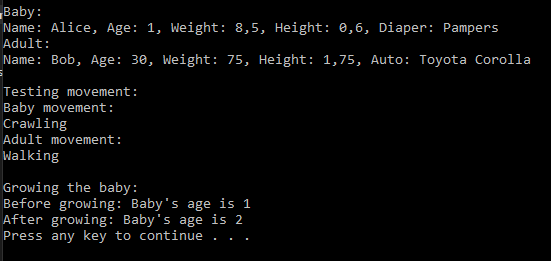 Baby:
Name: Alice, Age: 1, Weight: 8,5, Height: 0,6, Diaper: Pampers
Adult:
Name: Bob, Age: 30, Weight: 75, Height: 1,75, Auto: Toyota Corolla
Testing movement:
Baby movement:
Crawling
Adult movement:
Walking
Growing the baby:
Before growing: Baby's age is 1
After growing: Baby's age is 2
Press any key to continue . . .